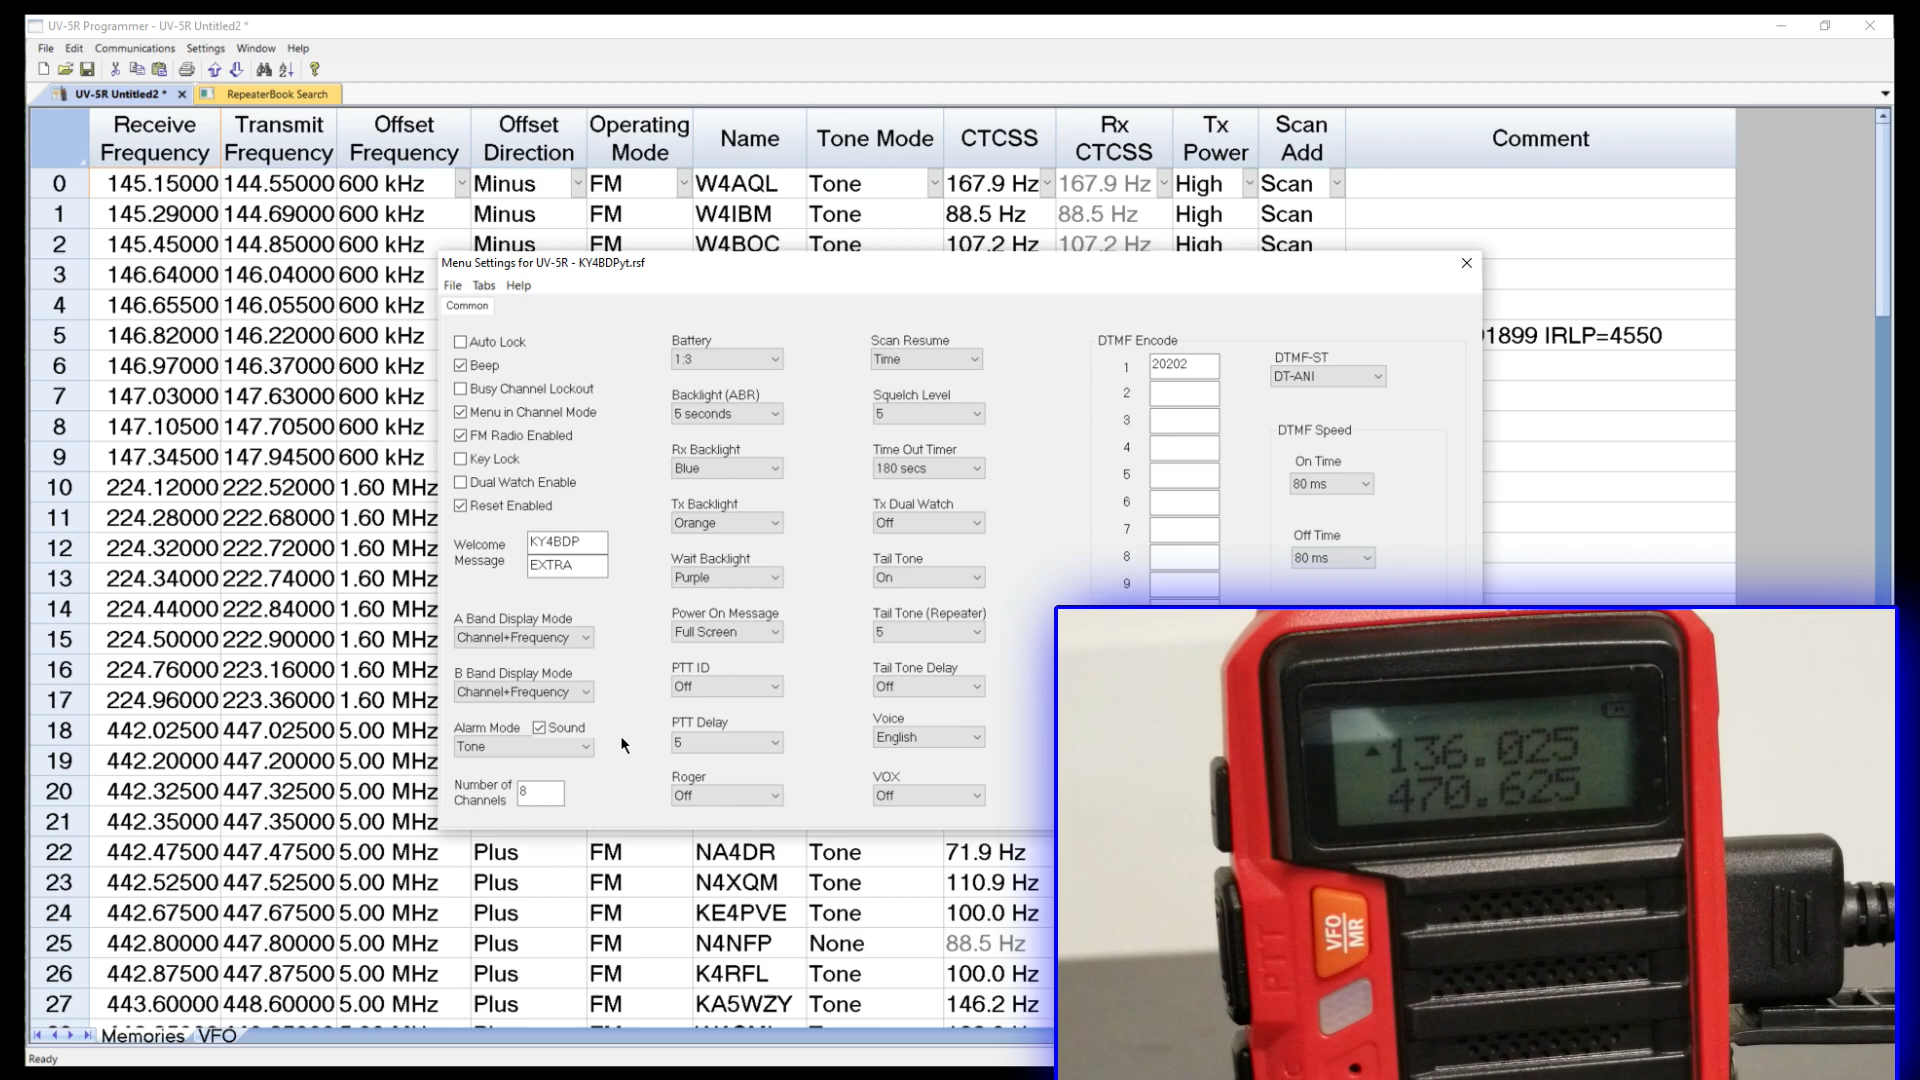 UV-5R Programmer - UV-5R Untitled2 *
File Edit Communications Settings Window Help
UV-5R Untitled2 * RepeaterBook Search
Receive Frequency Transmit Frequency Offset Frequency Offset Direction Operating Mode Name Tone Mode CTCSS Rx CTCSS Tx Power Scan Add Comment
0 145.15000 144.55000 600 kHz Minus FM W4AQL Tone 167.9 Hz 167.9 Hz High Scan
1 145.29000 144.69000 600 kHz Minus FM W4IBM Tone 88.5 Hz 88.5 Hz High Scan
2 145.45000 144.85000 600 kHz Minus FM W4BOC Tone 107.2 Hz 107.2 Hz High Scan
3 146.64000 146.04000 600 kHz
4 146.65500 146.05500 600 kHz
5 146.82000 146.22000 600 kHz 1899 IRLP=4550
6 146.97000 146.37000 600 kHz
7 147.03000 147.63000 600 kHz
8 147.10500 147.70500 600 kHz
9 147.34500 147.94500 600 kHz
10 224.12000 222.52000 1.60 MHz
11 224.28000 222.68000 1.60 MHz
12 224.32000 222.72000 1.60 MHz
13 224.34000 222.74000 1.60 MHz
14 224.44000 222.84000 1.60 MHz
15 224.50000 222.90000 1.60 MHz
16 224.76000 223.16000 1.60 MHz
17 224.96000 223.36000 1.60 MHz
18 442.02500 447.02500 5.00 MHz
19 442.20000 447.20000 5.00 MHz
20 442.32500 447.32500 5.00 MHz
21 442.35000 447.35000 5.00 MHz
22 442.47500 447.47500 5.00 MHz Plus FM NA4DR Tone 71.9 Hz
23 442.52500 447.52500 5.00 MHz Plus FM N4XQM Tone 110.9 Hz
24 442.67500 447.67500 5.00 MHz Plus FM KE4PVE Tone 100.0 Hz
25 442.80000 447.80000 5.00 MHz Plus FM N4NFP None 88.5 Hz
26 442.87500 447.87500 5.00 MHz Plus FM K4RFL Tone 100.0 Hz
27 443.60000 448.60000 5.00 MHz Plus FM KA5WZY Tone 146.2 Hz
Memories VFO
Ready
Menu Settings for UV-5R - KY4BDPyt.rsf
File Tabs Help
Common
Auto Lock
Beep
Busy Channel Lockout
Menu in Channel Mode
FM Radio Enabled
Key Lock
Dual Watch Enable
Reset Enabled
Welcome Message
KY4BDP
EXTRA
A Band Display Mode
Channel+Frequency
B Band Display Mode
Channel+Frequency
Alarm Mode Sound
Tone
Number of Channels 8
Battery
1:3
Backlight (ABR)
5 seconds
Rx Backlight
Blue
Tx Backlight
Orange
Wait Backlight
Purple
Power On Message
Full Screen
PTT ID
Off
PTT Delay
5
Roger
Off
Scan Resume
Time
Squelch Level
5
Time Out Timer
180 secs
Tx Dual Watch
Off
Tail Tone
On
Tail Tone (Repeater)
5
Tail Tone Delay
Off
Voice
English
VOX
Off
DTMF Encode
1 20202
2
3
4
5
6
7
8
9
DTMF-ST
DT-ANI
DTMF Speed
On Time
80 ms
Off Time
80 ms
136.025
470.625
VFO
MR
PTT